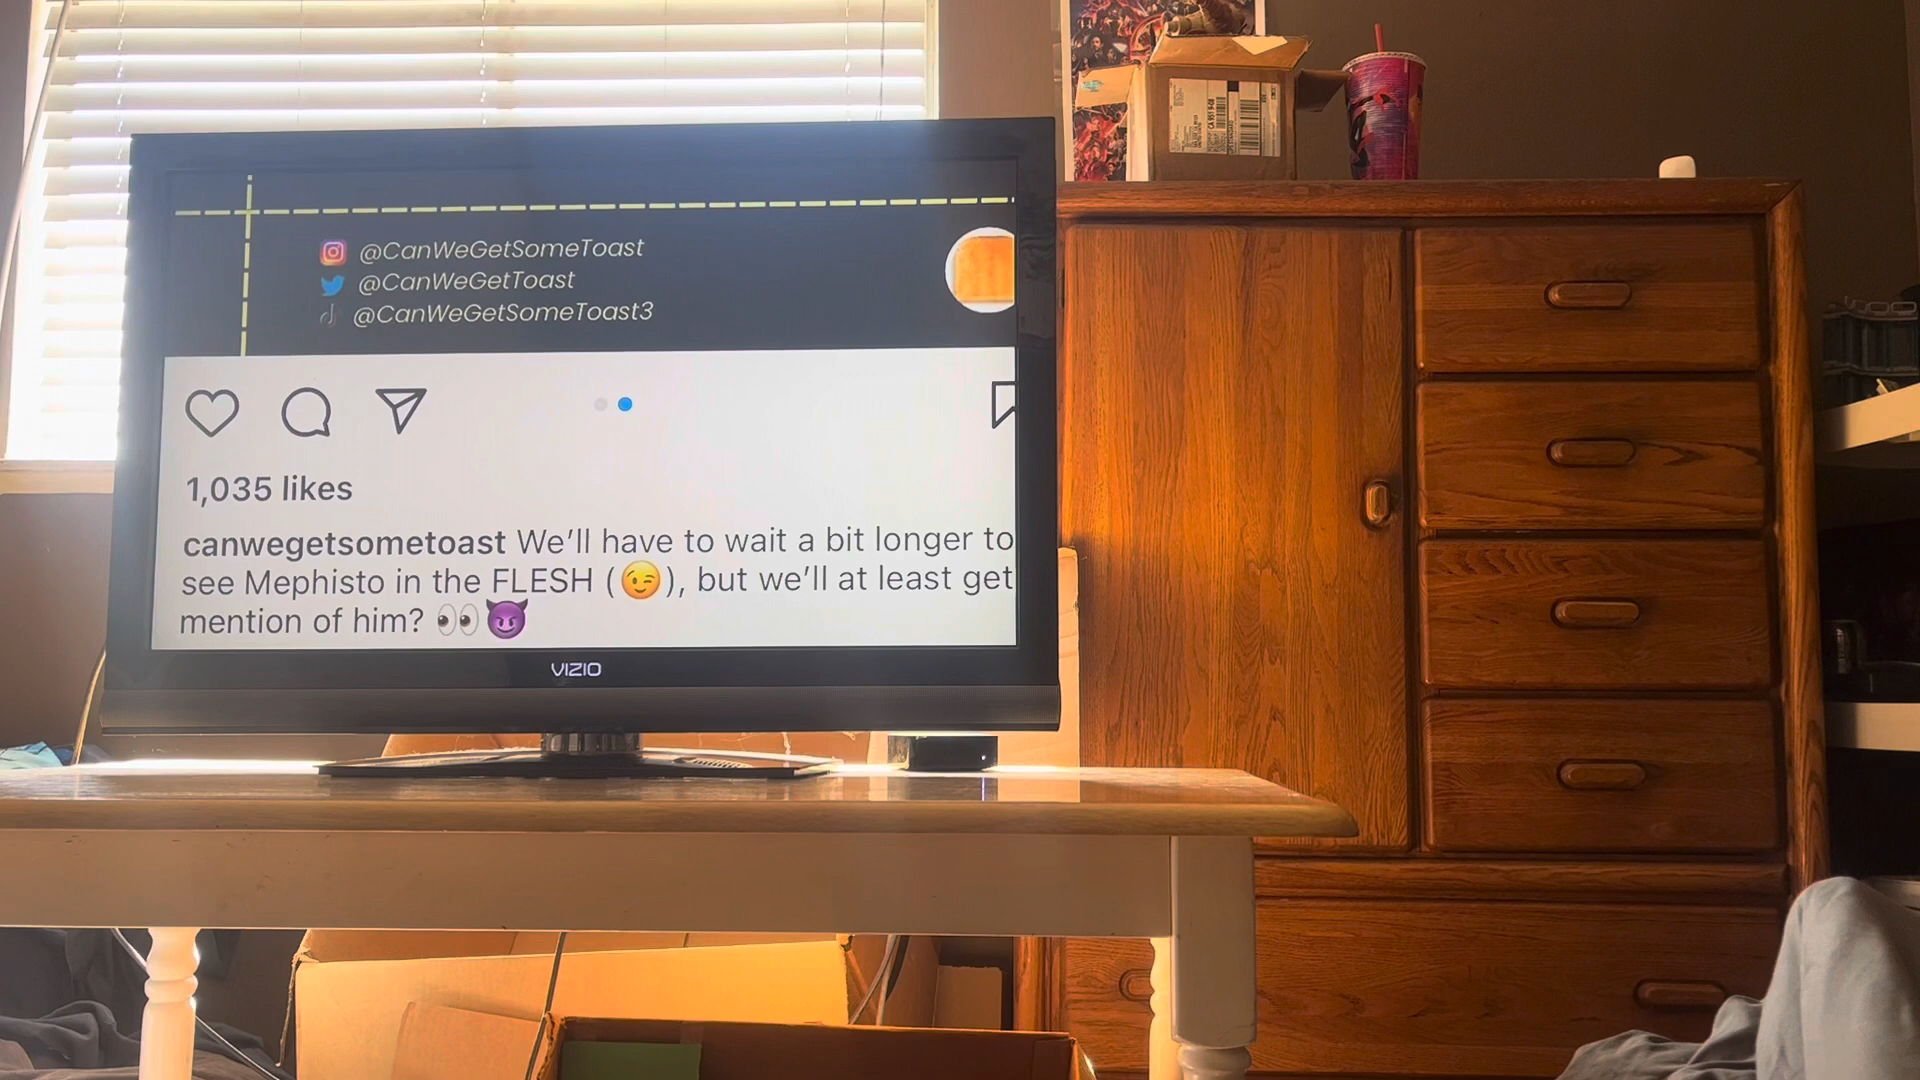 @CanWeGetSomeToast
@CanWeGetToast
@CanWeGetSomeToast3
1,035 likes
canwegetsometoast We'll have to wait a bit longer to
see Mephisto in the FLESH (😉), but we'll at least get
mention of him? 👀😈
VIZIO